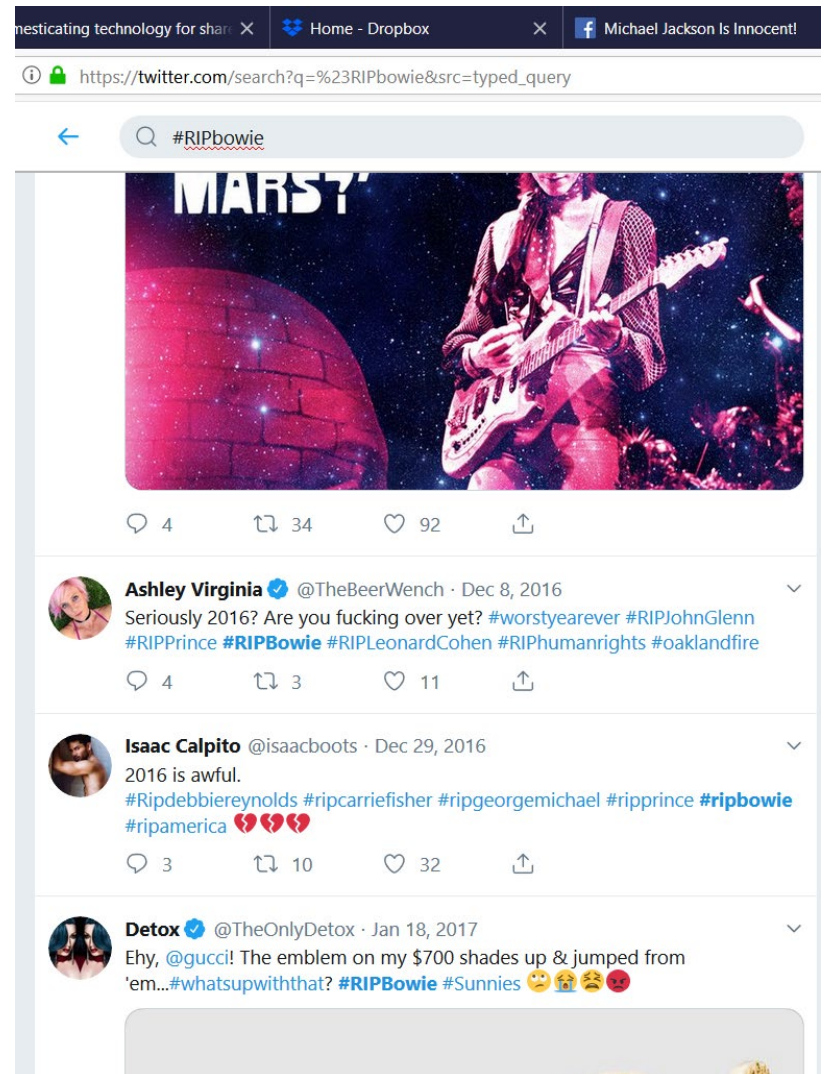 mesticating technology for share
Home - Dropbox
Michael Jackson Is Innocent!
https://twitter.com/search?q=%23RIPbowie&src=typed_query
#RIPbowie
MARS?'
4 34 92
Ashley Virginia @TheBeerWench · Dec 8, 2016
Seriously 2016? Are you fucking over yet? #worstyearever #RIPJohnGlenn
#RIPPrince #RIPBowie #RIPLeonardCohen #RIPhumanrights #oaklandfire
4 3 11
Isaac Calpito @isaacboots · Dec 29, 2016
2016 is awful.
#Ripdebbiereynolds #ripcarriefisher #ripgeorgemichael #ripprince #ripbowie
#ripamerica 💔💔💔
3 10 32
Detox @TheOnlyDetox · Jan 18, 2017
Ehy, @gucci! The emblem on my $700 shades up & jumped from
'em...#whatsupwiththat? #RIPBowie #Sunnies 🙄😭😫😡